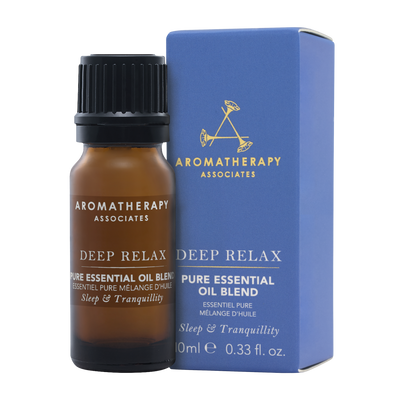 AROMATHERAPY
ASSOCIATES
DEEP RELAX
PURE ESSENTIAL OIL BLEND
ESSENTIEL PURE MÉLANGE D'HUILE
Sleep & Tranquillity
AROMATHERAPY
ASSOCIATES
DEEP RELAX
PURE ESSENTIAL
OIL BLEND
ESSENTIEL PURE
MÉLANGE D'HUILE
Sleep & Tranquillity
10ml ℮ 0.33 fl. oz.